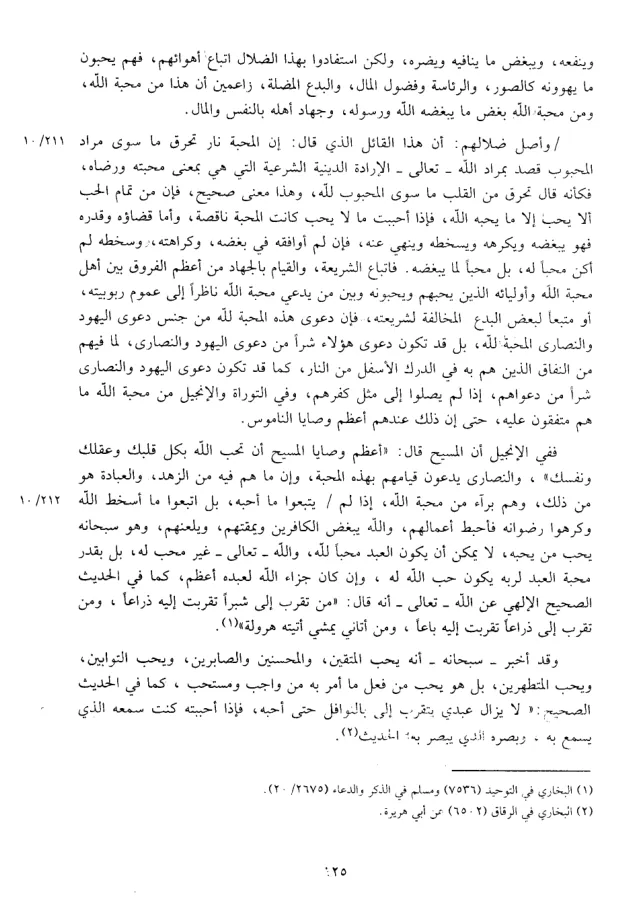 وينفعه، ويبغض ما ينافيه ويضره، ولكن استفادوا بهذا الضلال اتباع أهوائهم، فهم يحبون
ما يهوونه كالصور، والرئاسة وفضول المال، والبدع المضلة، زاعمين أن هذا من محبة الله،
ومن محبة الله بغض ما يبغضه الله ورسوله، وجهاد أهله بالنفس والمال.
١٠/٢١١ / وأصل ضلالهم: أن هذا القائل الذي قال: إن المحبة نار تحرق ما سوى مراد
المحبوب قصد بمراد الله ـ تعالى ـ الإرادة الدينية الشرعية التي هي بمعنى محبته ورضاه،
فكأنه قال تحرق من القلب ما سوى المحبوب لله، وهذا معنى صحيح، فإن من تمام الحب
ألا يحب إلا ما يحبه الله، فإذا أحببت ما لا يحب كانت المحبة ناقصة، وأما قضاؤه وقدره
فهو يبغضه ويكرهه ويسخطه وينهي عنه، فإن لم أوافقه في بغضه، وكراهته، وسخطه لم
أكن محباً له، بل محباً لما يبغضه. فاتباع الشريعة، والقيام بالجهاد من أعظم الفروق بين أهل
محبة الله وأوليائه الذين يحبهم ويحبونه وبين من يدعي محبة الله ناظراً إلى عموم ربوبيته،
أو متبعاً لبعض البدع المخالفة لشريعته، فإن دعوى هذه المحبة لله من جنس دعوى اليهود
والنصارى المحبة لله، بل قد تكون دعوى هؤلاء شراً من دعوى اليهود والنصارى، لما فيهم
من النفاق الذين هم به في الدرك الأسفل من النار، كما قد تكون دعوى اليهود والنصارى
شراً من دعواهم، إذا لم يصلوا إلى مثل كفرهم، وفي التوراة والإنجيل من محبة الله ما
هم متفقون عليه، حتى إن ذلك عندهم أعظم وصايا الناموس.
ففي الإنجيل أن المسيح قال: «أعظم وصايا المسيح أن تحب الله بكل قلبك وعقلك
ونفسك» ، والنصارى يدعون قيامهم بهذه المحبة، وإن ما هم فيه من الزهد، والعبادة هو
١٠/٢١٢ من ذلك، وهم برآء من محبة الله، إذا لم / يتبعوا ما أحبه، بل اتبعوا ما أسخط الله
وكرهوا رضوانه فأحبط أعمالهم، والله يبغض الكافرين ويمقتهم، ويلعنهم، وهو سبحانه
يحب من يحبه، لا يمكن أن يكون العبد محباً لله، والله ـ تعالى ـ غير محب له، بل بقدر
محبة العبد لربه يكون حب الله له ، وإن كان جزاء الله لعبده أعظم، كما في الحديث
الصحيح الإلهي عن الله ـ تعالى ـ أنه قال: «من تقرب إلى شبراً تقربت إليه ذراعاً ، ومن
تقرب إلى ذراعاً تقربت إليه باعاً ، ومن أتاني يمشي أتيته هرولة»(١).
وقد أخبر ـ سبحانه ـ أنه يحب المتقين، والمحسنين والصابرين، ويحب التوابين،
ويحب المتطهرين، بل هو يحب من فعل ما أمر به من واجب ومستحب ، كما في الحديث
الصحيح:« لا يزال عبدي يتقرب إلى بالنوافل حتى أحبه، فإذا أحببته كنت سمعه الذي
يسمع به ، وبصره الذي يبصر به» الحديث(٢).
(١) البخاري في التوحيد (٧٥٣٦) ومسلم في الذكر والدعاء (٢٦٧٥/ ٢٠).
(٢) البخاري في الرقاق (٦٥٠٢) عن أبي هريرة.